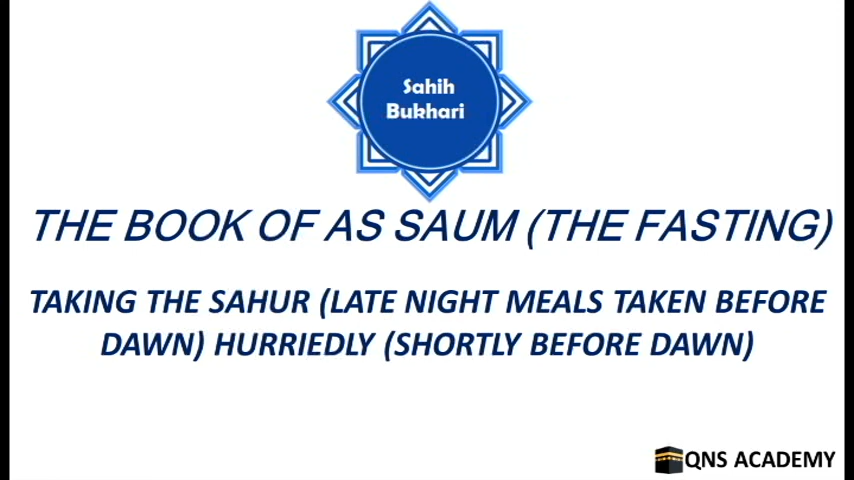 Sahih
Bukhari
THE BOOK OF AS SAUM (THE FASTING)
TAKING THE SAHUR (LATE NIGHT MEALS TAKEN BEFORE
DAWN) HURRIEDLY (SHORTLY BEFORE DAWN)
QNS ACADEMY